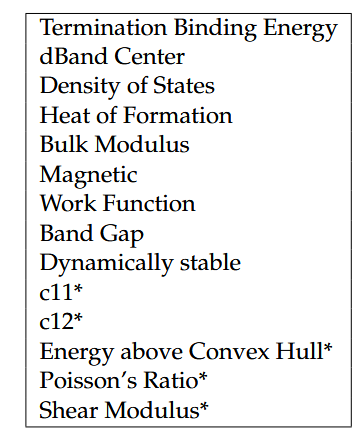 Termination Binding Energy
dBand Center
Density of States
Heat of Formation
Bulk Modulus
Magnetic
Work Function
Band Gap
Dynamically stable
c11*
c12*
Energy above Convex Hull*
Poisson's Ratio*
Shear Modulus*